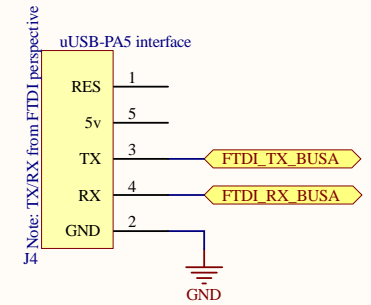 uUSB-PA5 interface
Note: TX/RX from FTDI perspective
RES 1
5v 5
TX 3 FTDI_TX_BUSA
RX 4 FTDI_RX_BUSA
GND 2
J4
GND